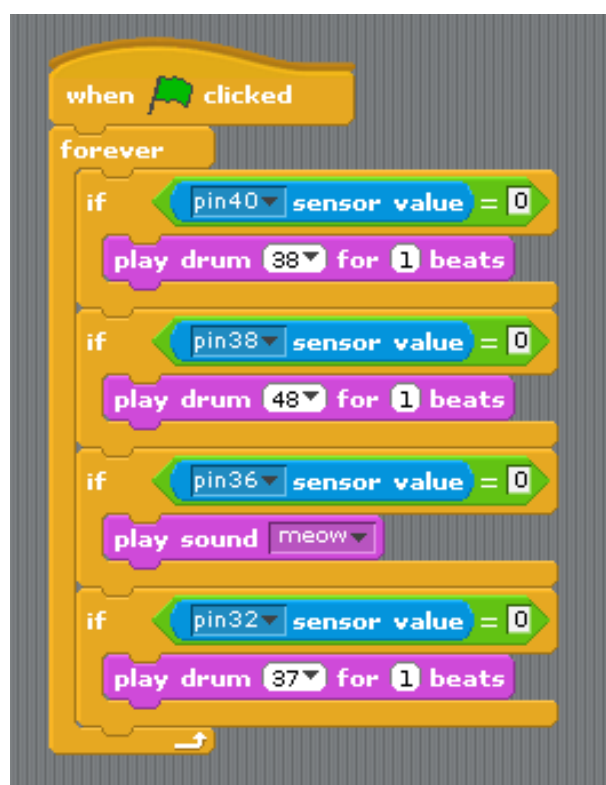 when clicked
forever
if pin40 sensor value = 0
play drum 38 for 1 beats
if pin38 sensor value = 0
play drum 48 for 1 beats
if pin36 sensor value = 0
play sound meow
if pin32 sensor value = 0
play drum 37 for 1 beats